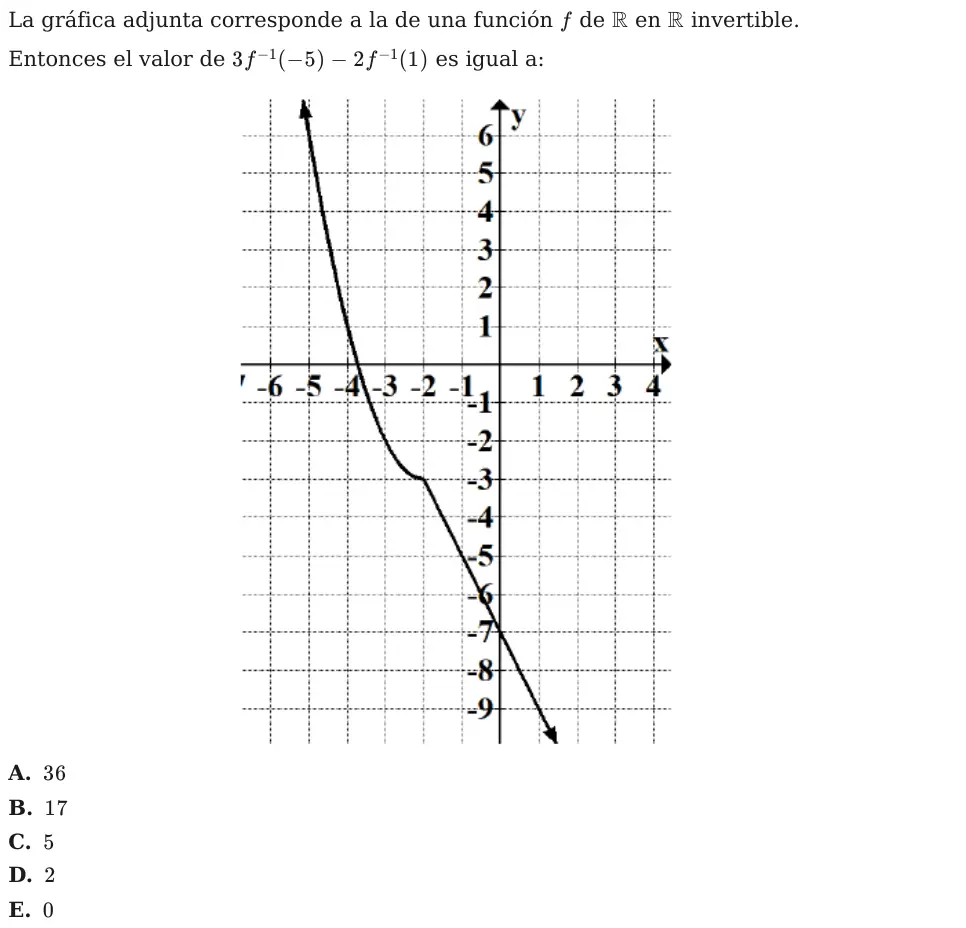 La gráfica adjunta corresponde a la de una función f de ℝ en ℝ invertible.
Entonces el valor de 3f⁻¹(−5) − 2f⁻¹(1) es igual a:
y
6
5
4
3
2
1
x
-6 -5 -4 -3 -2 -1 1 2 3 4
-1
-2
-3
-4
-5
-6
-7
-8
-9
A. 36
B. 17
C. 5
D. 2
E. 0